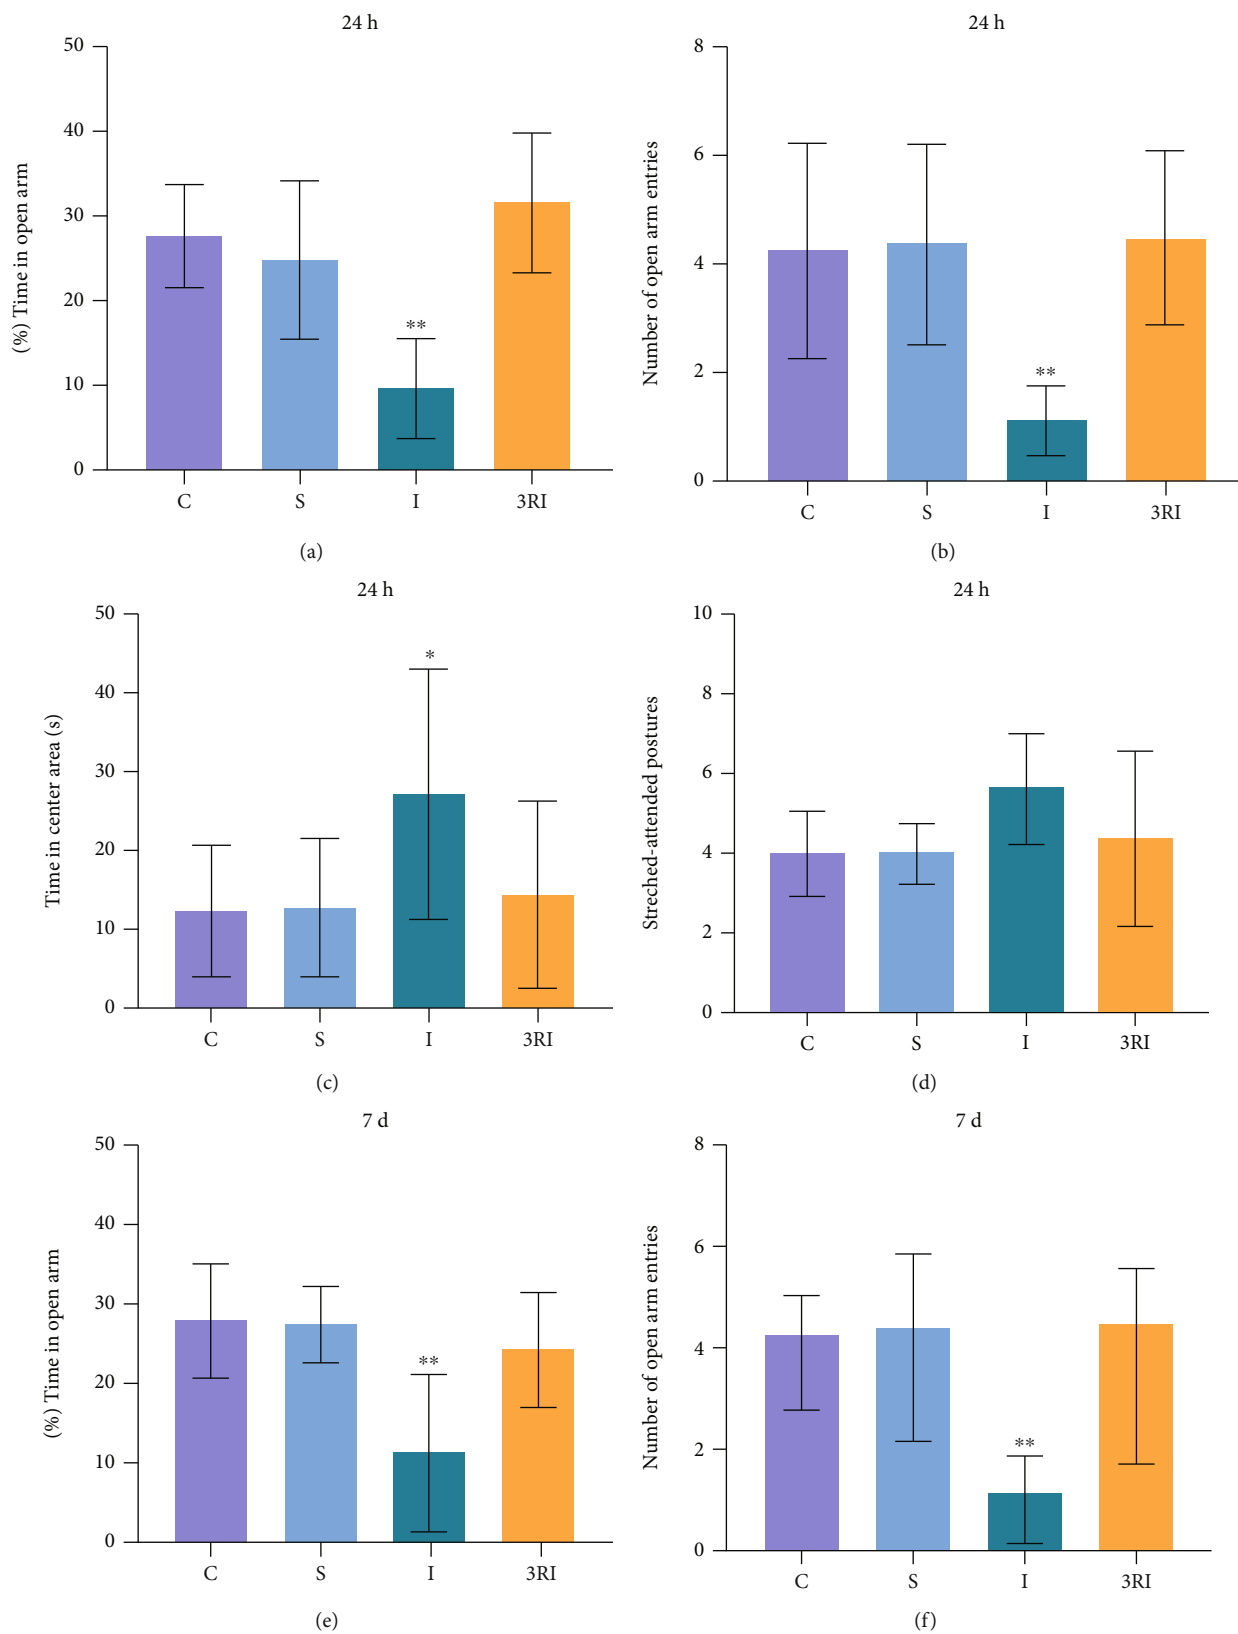 24 h
(%) Time in open arm
50
40
30
20
10
0
**
C S I 3RI
(a)
24 h
Number of open arm entries
8
6
4
2
0
**
C S I 3RI
(b)
24 h
Time in center area (s)
50
40
30
20
10
0
*
C S I 3RI
(c)
24 h
Streched-attended postures
10
8
6
4
2
0
C S I 3RI
(d)
7 d
(%) Time in open arm
50
40
30
20
10
0
**
C S I 3RI
(e)
7 d
Number of open arm entries
8
6
4
2
0
**
C S I 3RI
(f)